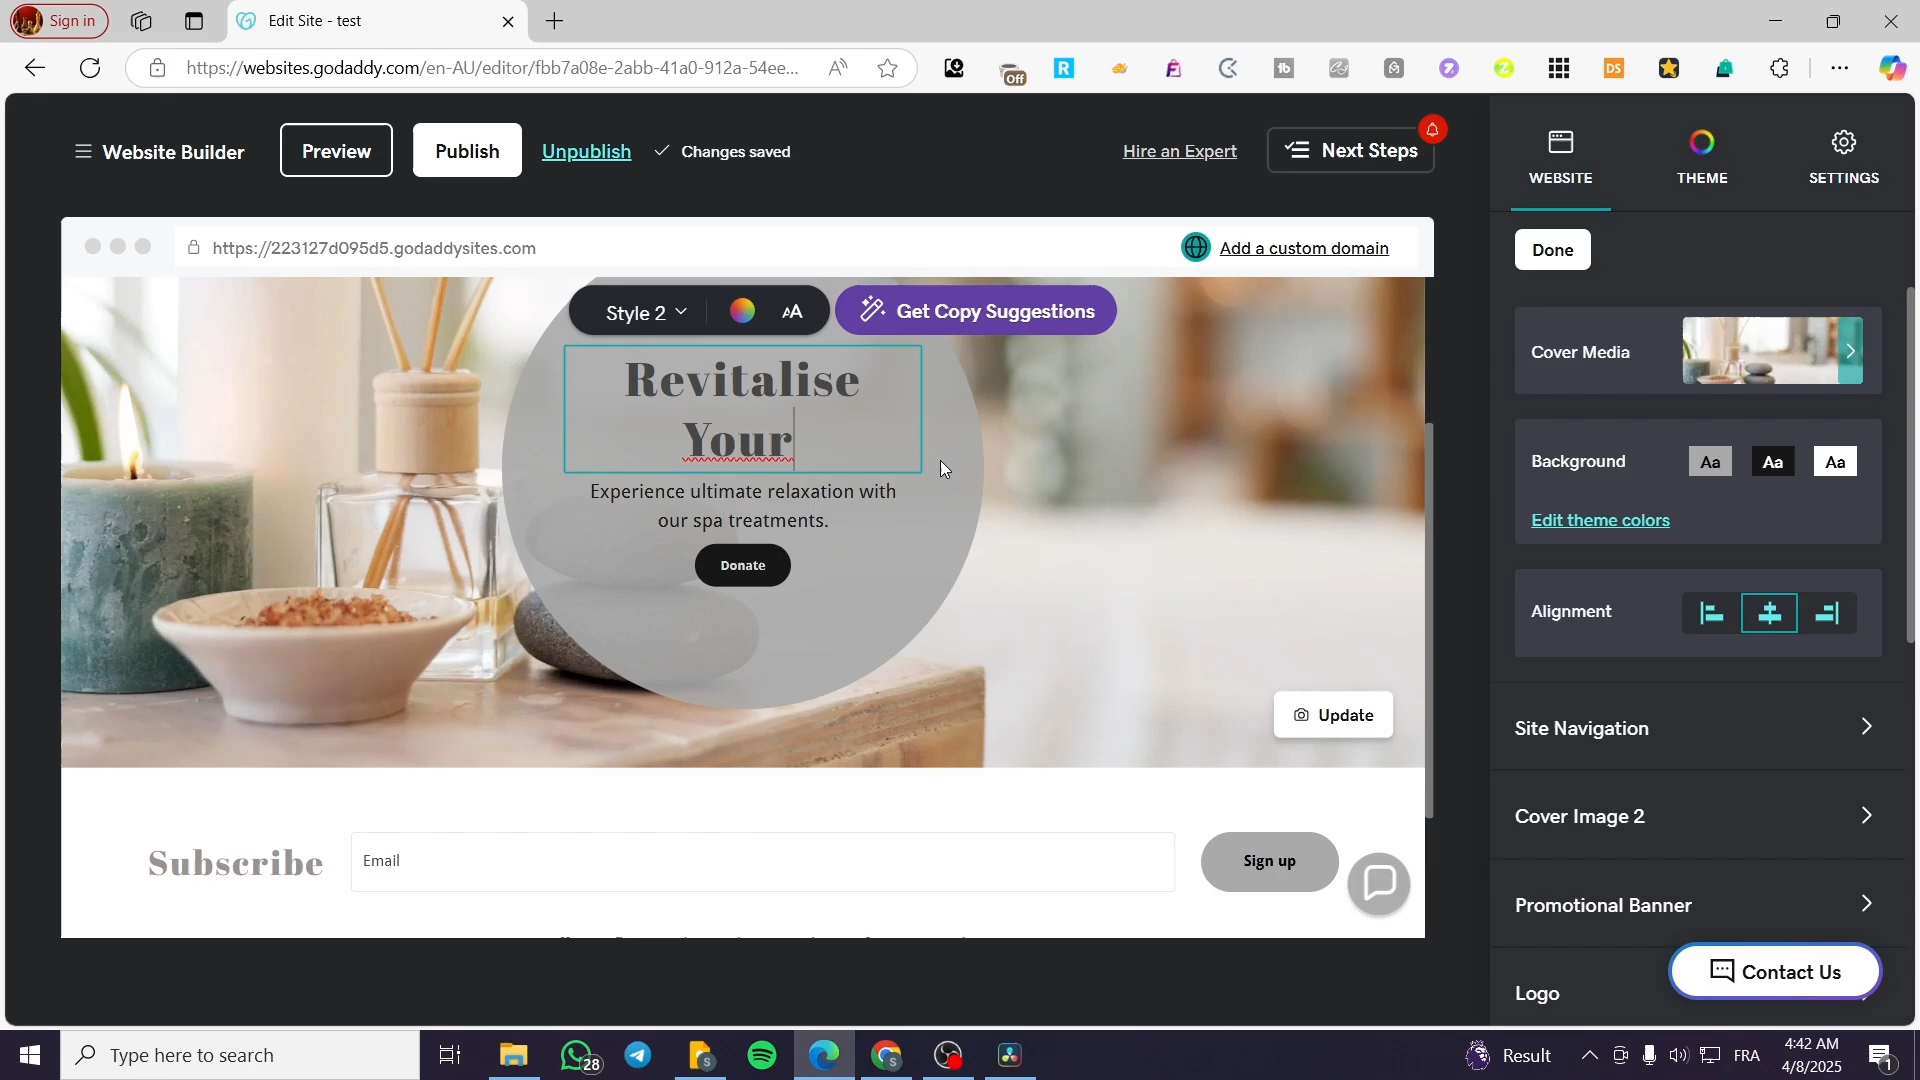 Sign in
Edit Site - test
https://websites.godaddy.com/en-AU/editor/fbb7a08e-2abb-41a0-912a-54ee...
Off
Website Builder
Preview
Publish
Unpublish
Changes saved
Hire an Expert
Next Steps
WEBSITE
THEME
SETTINGS
https://223127d095d5.godaddysites.com
Add a custom domain
Done
Style 2
AA
Get Copy Suggestions
Revitalise
Your
Experience ultimate relaxation with
our spa treatments.
Donate
Update
Subscribe
Email
Sign up
Cover Media
Background
Aa
Aa
Aa
Edit theme colors
Alignment
Site Navigation
Cover Image 2
Promotional Banner
Logo
Contact Us
Type here to search
28
Result
FRA
4:42 AM
4/8/2025
1